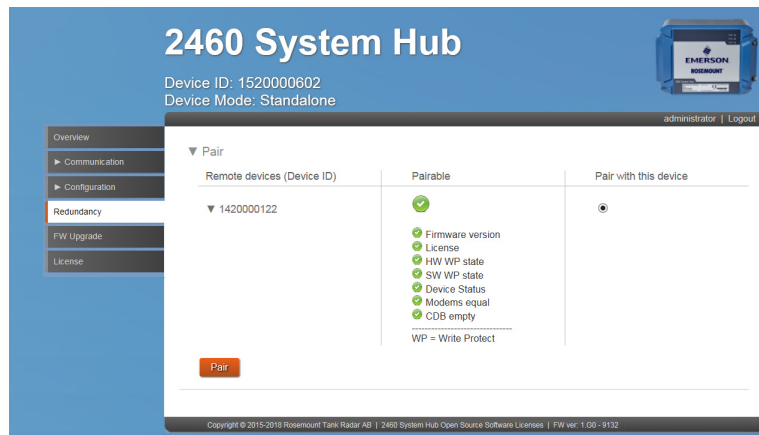 2460 System Hub
Device ID: 1520000602
Device Mode: Standalone
EMERSON
ROSEMOUNT
administrator | Logout
Overview
► Communication
► Configuration
Redundancy
FW Upgrade
License
▼ Pair
Remote devices (Device ID) Pairable Pair with this device
▼ 1420000122
Firmware version
License
HW WP state
SW WP state
Device Status
Modems equal
CDB empty
-------------------------------
WP = Write Protect
Pair
Copyright © 2015-2018 Rosemount Tank Radar AB | 2460 System Hub Open Source Software Licenses | FW ver: 1.G0 - 9132